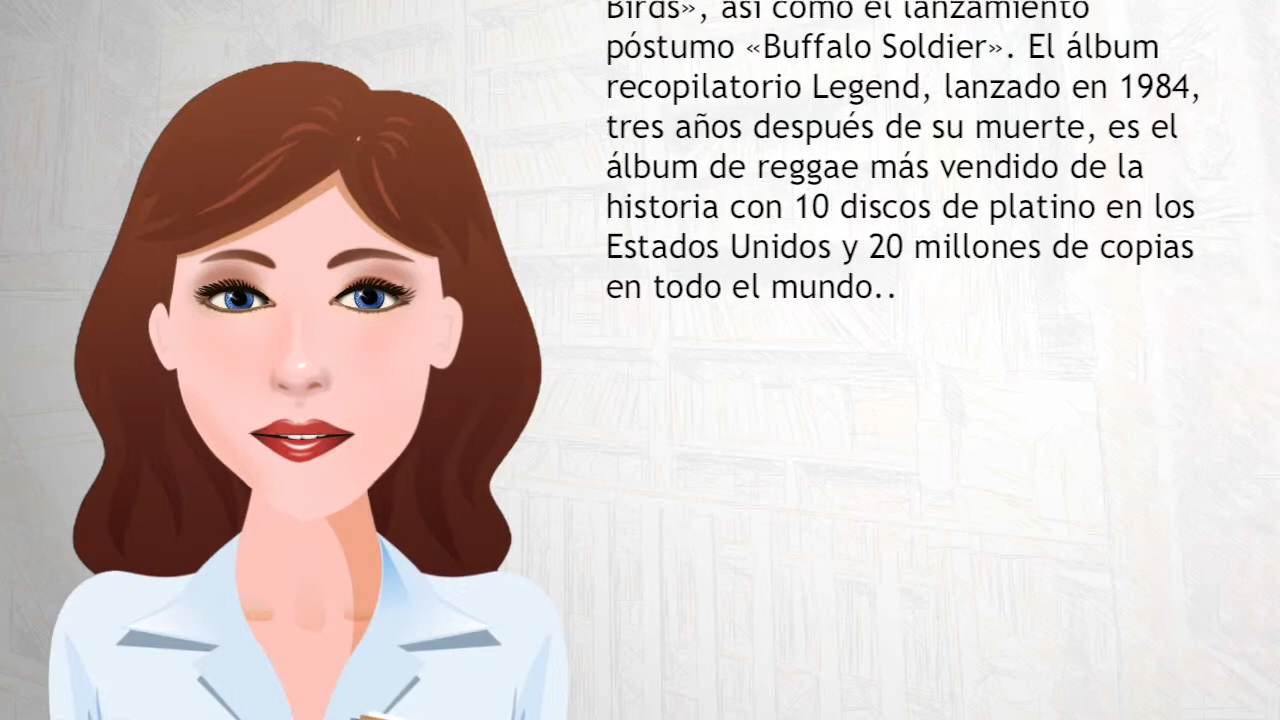 Birds», así como el lanzamiento
póstumo «Buffalo Soldier». El álbum
recopilatorio Legend, lanzado en 1984,
tres años después de su muerte, es el
álbum de reggae más vendido de la
historia con 10 discos de platino en los
Estados Unidos y 20 millones de copias
en todo el mundo..